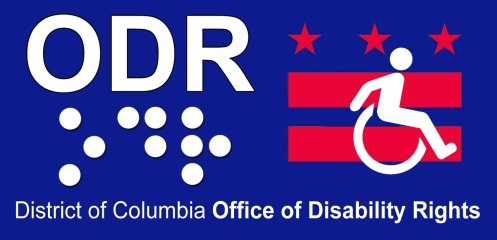 ODR
⠕⠙⠗
District of Columbia Office of Disability Rights